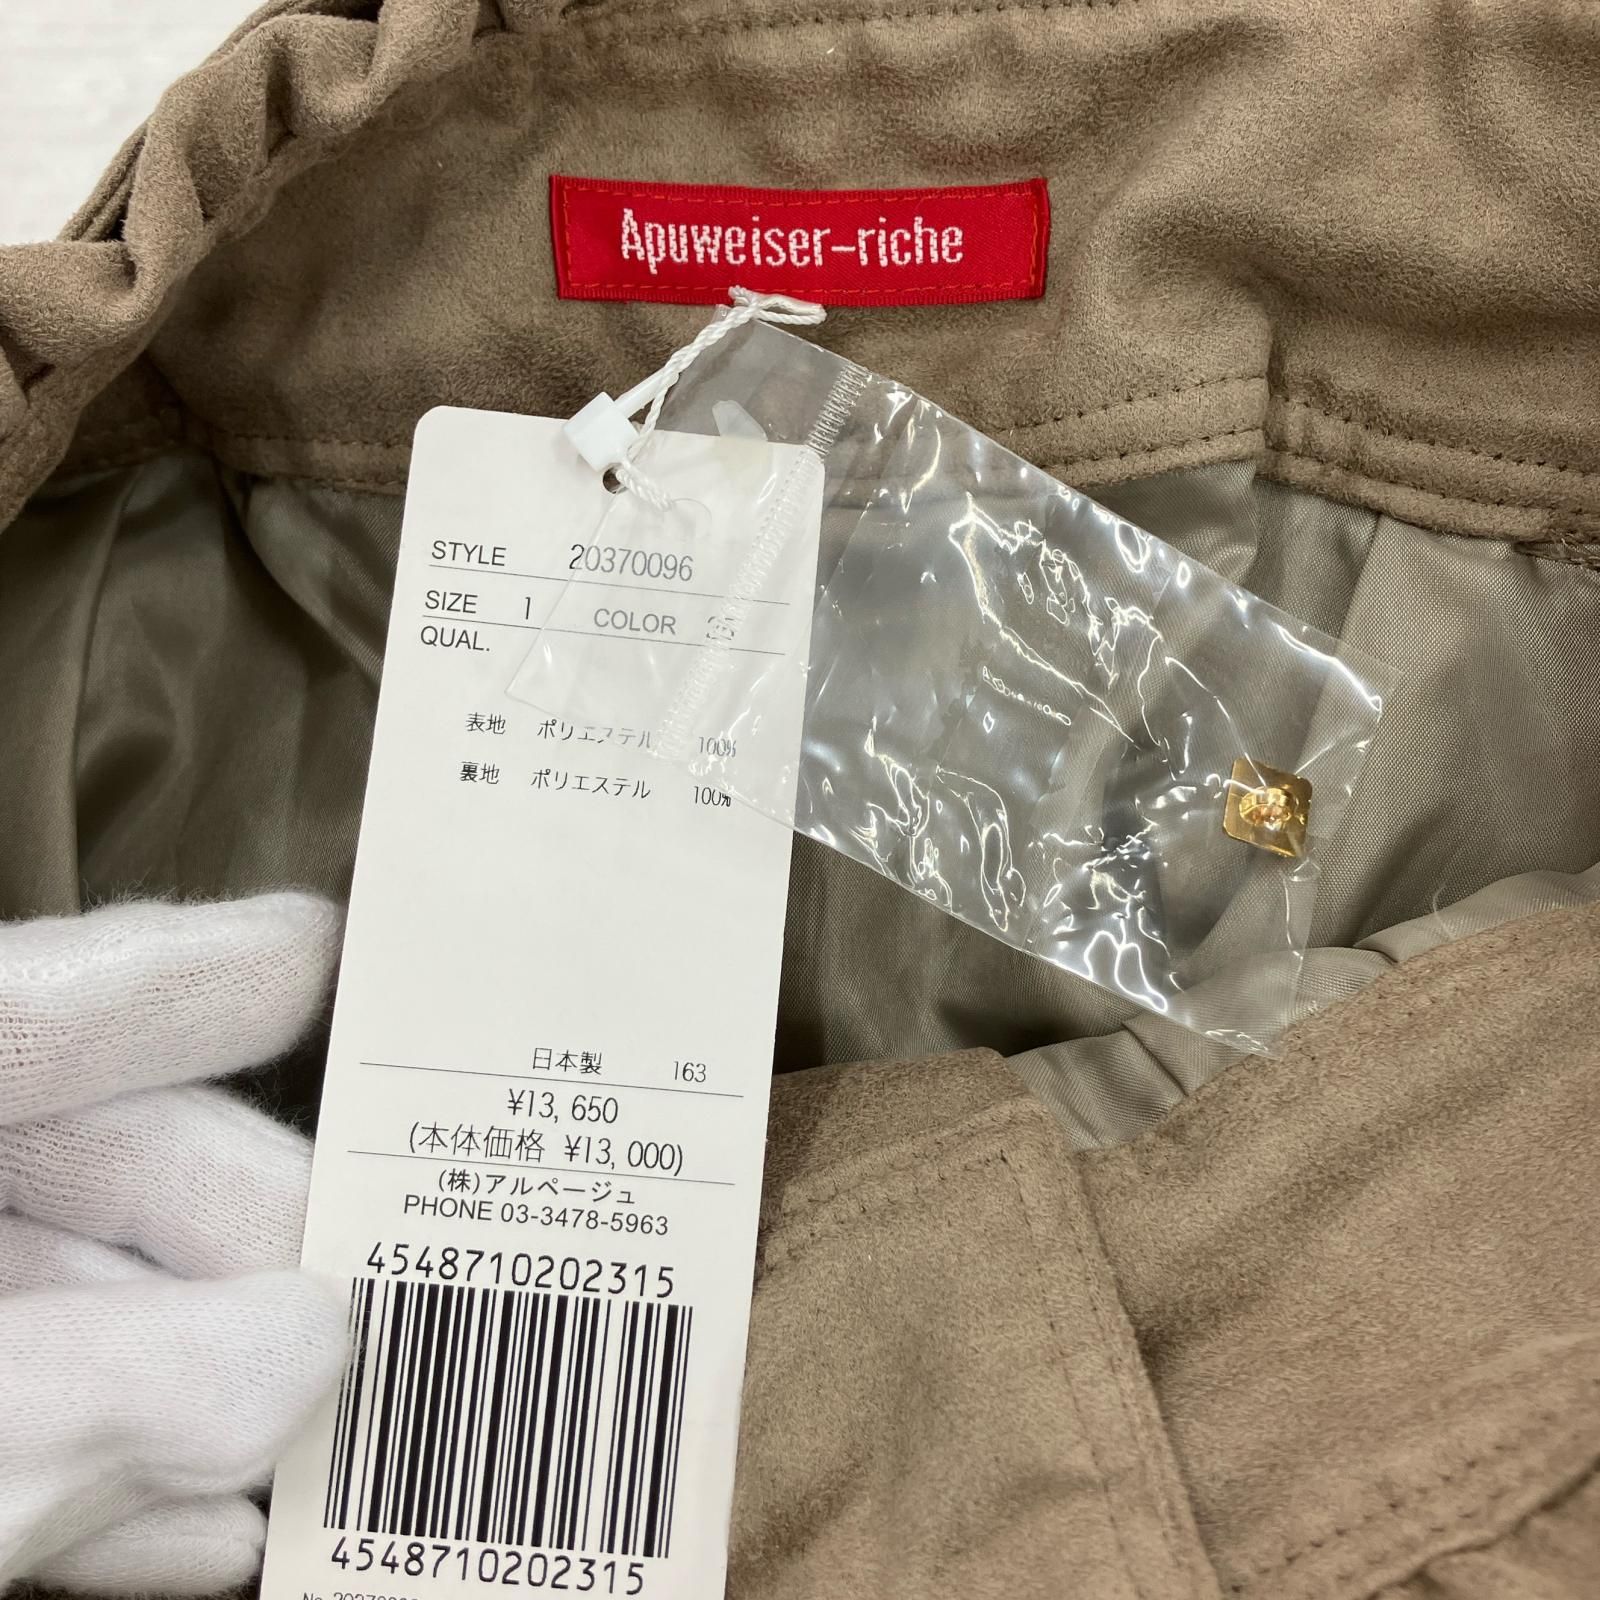 Apuweiser-riche
STYLE 20370096
SIZE 1 COLOR
QUAL.
表地 ポリエステル 100%
裏地 ポリエステル 100%
日本製 163
¥13,650
(本体価格 ¥13,000)
(株)アルページュ
PHONE 03-3478-5963
4548710202315
4548710202315